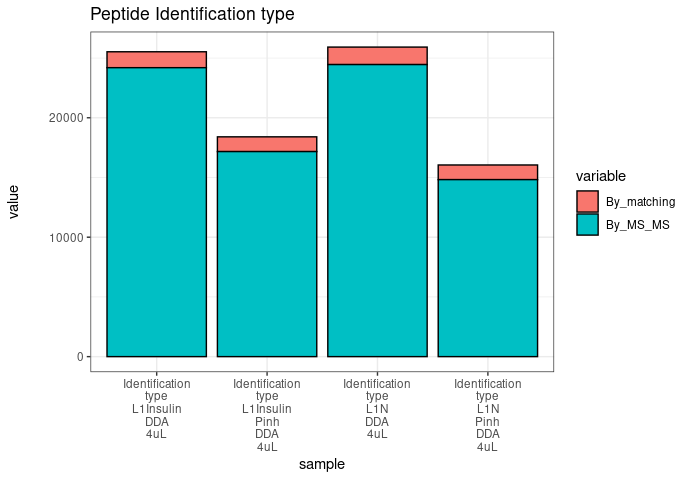 Peptide Identification type
value
20000
10000
0
Identification
type
L1Insulin
DDA
4uL
Identification
type
L1Insulin
Pinh
DDA
4uL
Identification
type
L1N
DDA
4uL
Identification
type
L1N
Pinh
DDA
4uL
sample
variable
By_matching
By_MS_MS